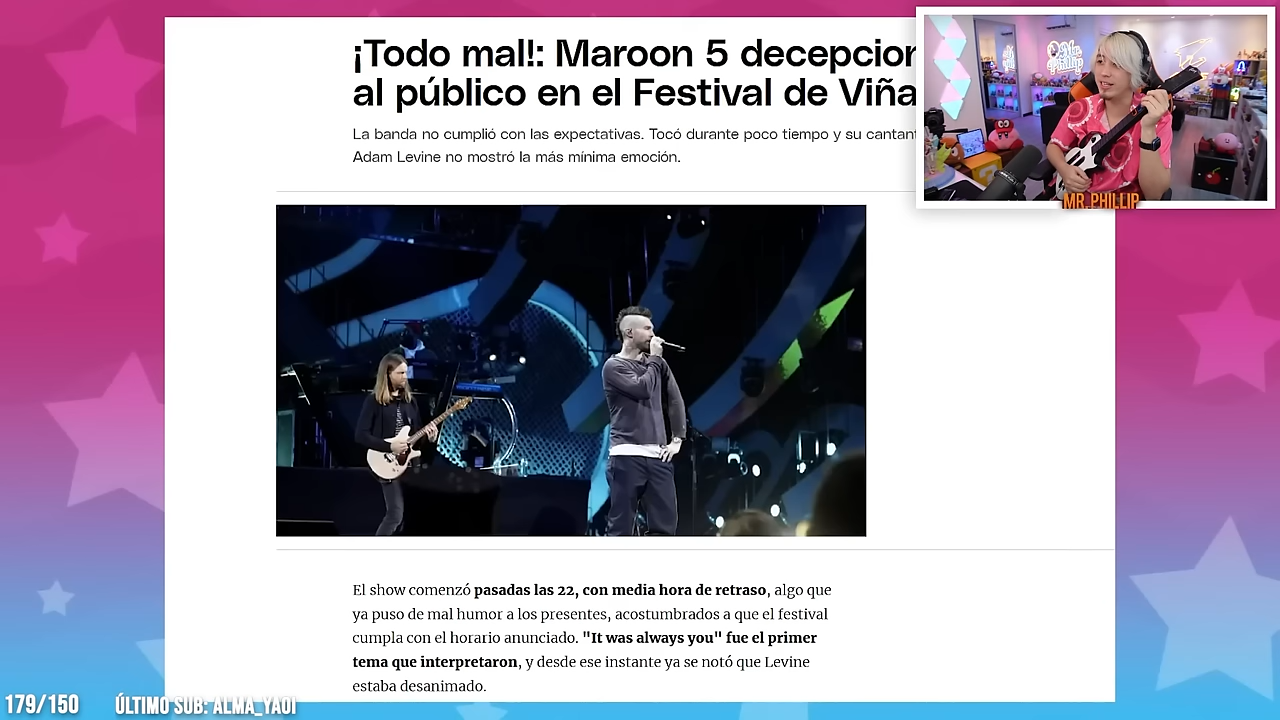 ¡Todo mal!: Maroon 5 decepcion
al público en el Festival de Viña
La banda no cumplió con las expectativas. Tocó durante poco tiempo y su cantant
Adam Levine no mostró la más mínima emoción.
Mr. Phillip
MR.PHILLIP
El show comenzó pasadas las 22, con media hora de retraso, algo que
ya puso de mal humor a los presentes, acostumbrados a que el festival
cumpla con el horario anunciado. "It was always you" fue el primer
tema que interpretaron, y desde ese instante ya se notó que Levine
estaba desanimado.
179/150 ÚLTIMO SUB: ALMA_YAOI